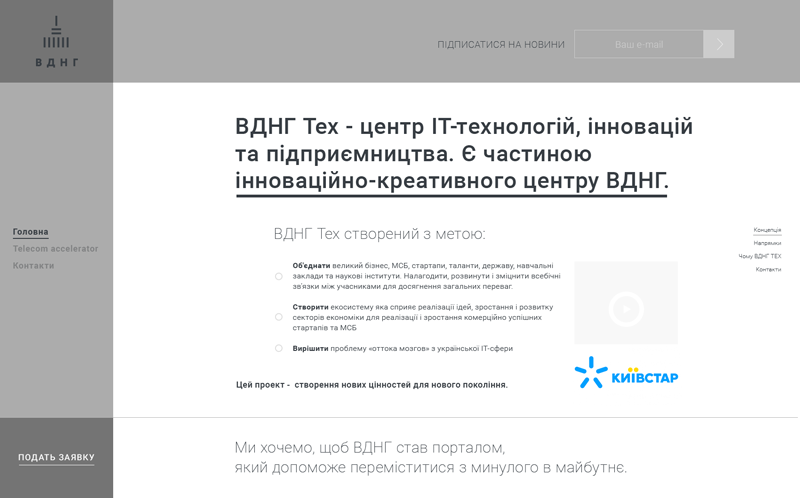 ВДНГ
ПІДПИСАТИСЯ НА НОВИНИ
Ваш e-mail
ВДНГ Тех - центр ІТ-технологій, інновацій
та підприємництва. Є частиною
інноваційно-креативного центру ВДНГ.
Головна
Telecom accelerator
Контакти
ВДНГ Тех створений з метою:
Концепція
Напрямки
Чому ВДНГ ТЕХ
Контакти
Об'єднати великий бізнес, МСБ, стартапи, таланти, державу, навчальні
заклади та наукові інститути. Налагодити, розвинути і зміцнити всебічні
зв'язки між учасниками для досягнення загальних переваг.
Створити екосистему яка сприяє реалізації ідей, зростання і розвитку
секторів економіки для реалізації і зростання комерційно успішних
стартапів та МСБ
Вирішити проблему «оттока мозгов» з української ІТ-сфери
КИЇВСТАР
Цей проект - створення нових цінностей для нового покоління.
ПОДАТЬ ЗАЯВКУ
Ми хочемо, щоб ВДНГ став порталом,
який допоможе переміститися з минулого в майбутнє.